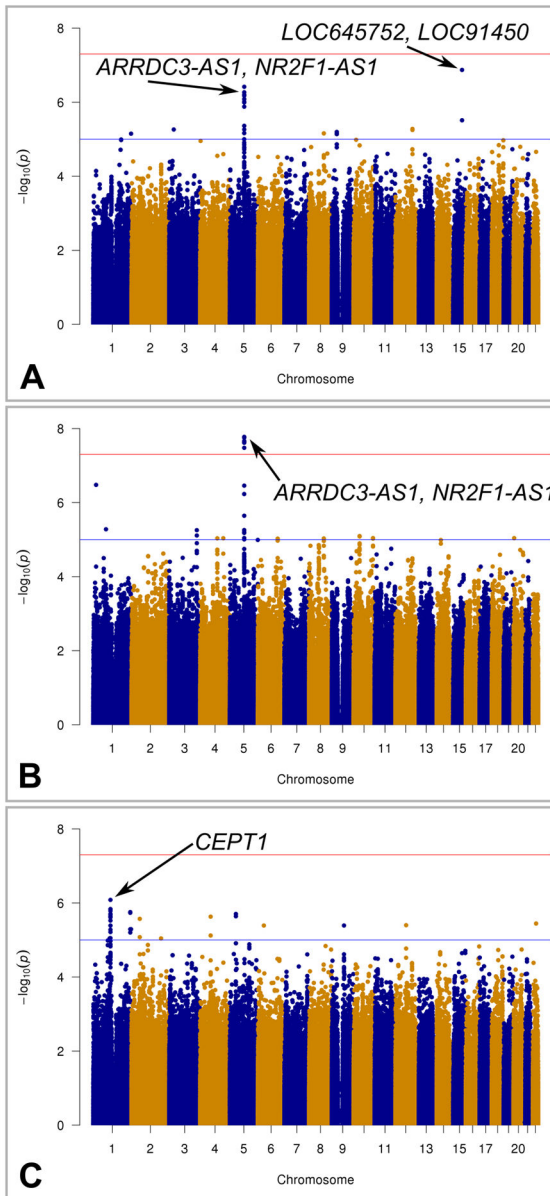 LOC645752, LOC91450
ARRDC3-AS1, NR2F1-AS1
8
6
4
2
0
−log10(p)
1 2 3 4 5 6 7 8 9 11 13 15 17 20
Chromosome
A
ARRDC3-AS1, NR2F1-AS1
8
6
4
2
0
−log10(p)
1 2 3 4 5 6 7 8 9 11 13 15 17 20
Chromosome
B
CEPT1
8
6
4
2
0
−log10(p)
1 2 3 4 5 6 7 8 9 11 13 15 17 20
Chromosome
C